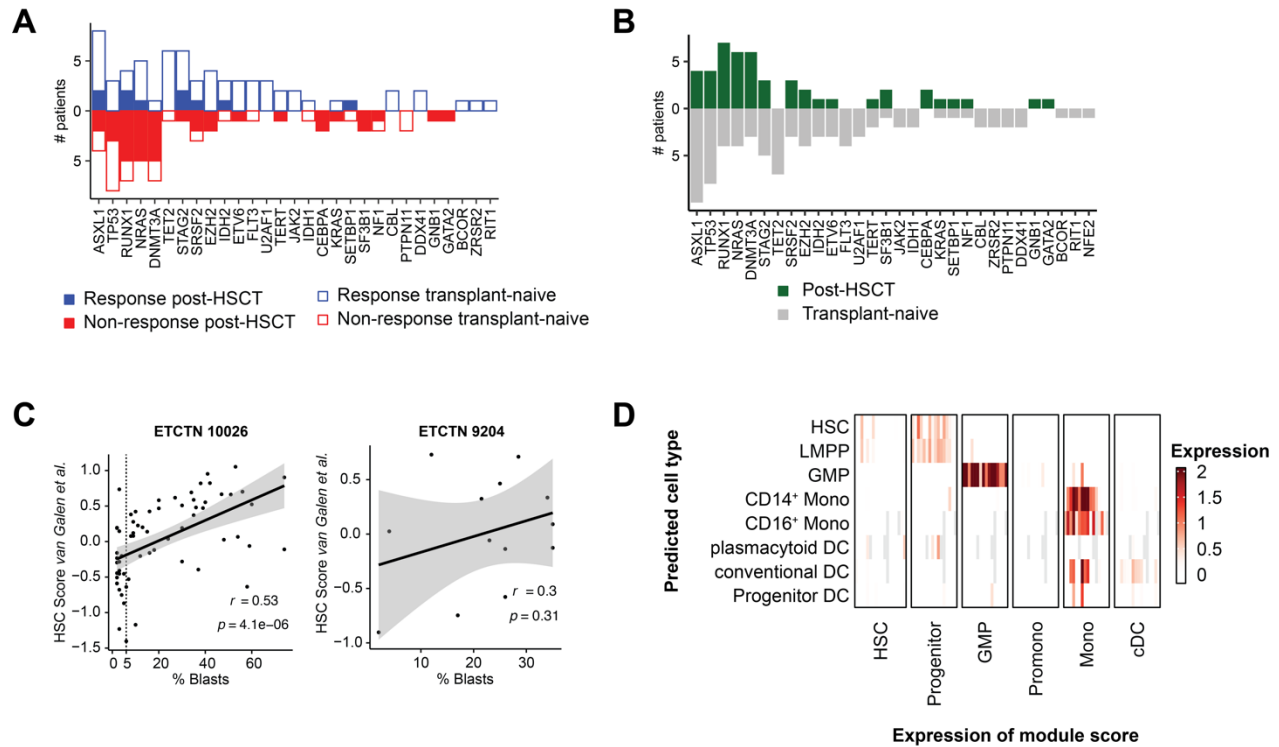 A
# patients
5
0
5
ASXL1
TP53
RUNX1
NRAS
DNMT3A
TET2
STAG2
SRSF2
EZH2
IDH2
ETV6
FLT3
U2AF1
TERT
JAK2
IDH1
CEBPA
KRAS
SETBP1
SF3B1
NF1
CBL
PTPN11
DDX41
GNB1
GATA2
BCOR
ZRSR2
RIT1
Response post-HSCT
Response transplant-naive
Non-response post-HSCT
Non-response transplant-naive
B
# patients
5
0
5
ASXL1
TP53
RUNX1
NRAS
DNMT3A
STAG2
TET2
SRSF2
EZH2
IDH2
ETV6
FLT3
U2AF1
TERT
SF3B1
JAK2
IDH1
CEBPA
KRAS
SETBP1
NF1
CBL
ZRSR2
PTPN11
DDX41
GNB1
GATA2
BCOR
RIT1
NFE2
Post-HSCT
Transplant-naive
C
ETCTN 10026
HSC Score van Galen et al.
1.0
0.5
0.0
−0.5
−1.0
−1.5
r = 0.53
p = 4.1e−06
0 5 20 40 60
% Blasts
ETCTN 9204
HSC Score van Galen et al.
0.5
0.0
−0.5
−1.0
r = 0.3
p = 0.31
10 20 30
% Blasts
D
Predicted cell type
HSC
LMPP
GMP
CD14⁺ Mono
CD16⁺ Mono
plasmacytoid DC
conventional DC
Progenitor DC
HSC
Progenitor
GMP
Promono
Mono
cDC
Expression of module score
Expression
2
1.5
1
0.5
0